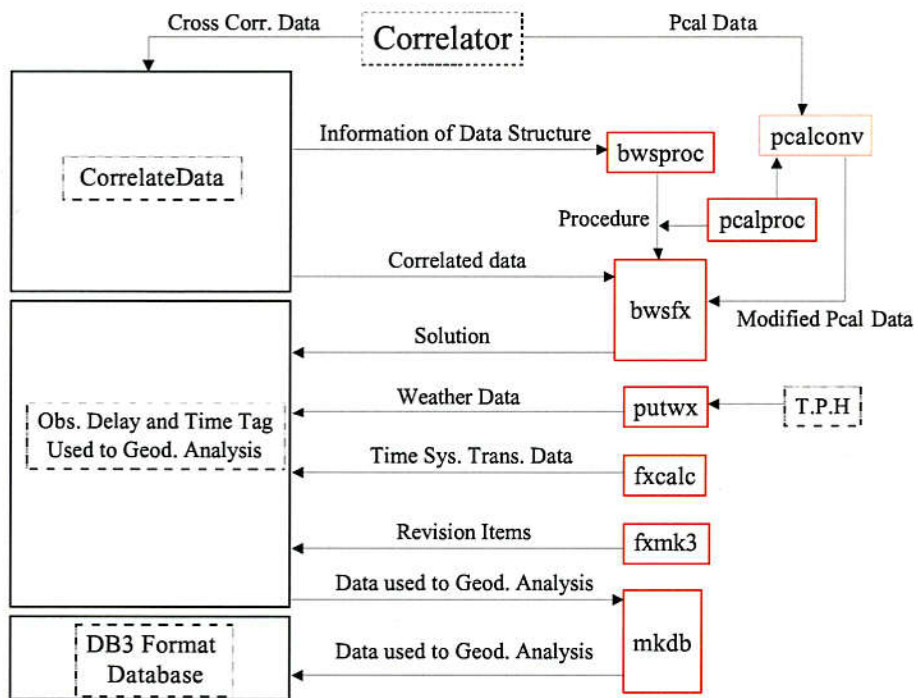 Cross Corr. Data
Correlator
Pcal Data
Information of Data Structure
bwsproc
pcalconv
CorrelateData
Procedure
pcalproc
Correlated data
bwsfx
Modified Pcal Data
Solution
Obs. Delay and Time Tag
Used to Geod. Analysis
Weather Data
putwx
T.P.H
Time Sys. Trans. Data
fxcalc
Revision Items
fxmk3
Data used to Geod. Analysis
mkdb
DB3 Format
Database
Data used to Geod. Analysis